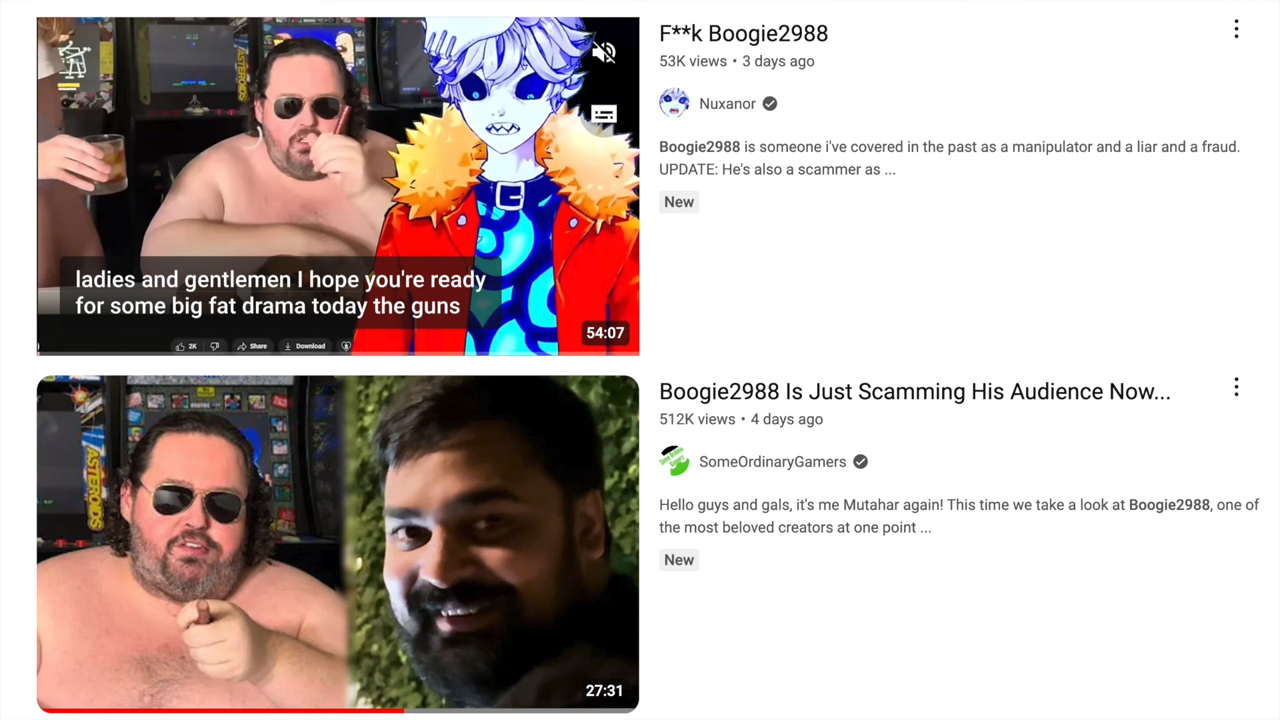 F**k Boogie2988
53K views • 3 days ago
Nuxanor
Boogie2988 is someone i've covered in the past as a manipulator and a liar and a fraud.
UPDATE: He's also a scammer as ...
New
ASTEROIDS
ladies and gentlemen I hope you're ready
for some big fat drama today the guns
54:07
2K
Share
Download
Boogie2988 Is Just Scamming His Audience Now...
512K views • 4 days ago
SomeOrdinaryGamers
Hello guys and gals, it's me Mutahar again! This time we take a look at Boogie2988, one of
the most beloved creators at one point ...
New
ASTEROIDS
27:31